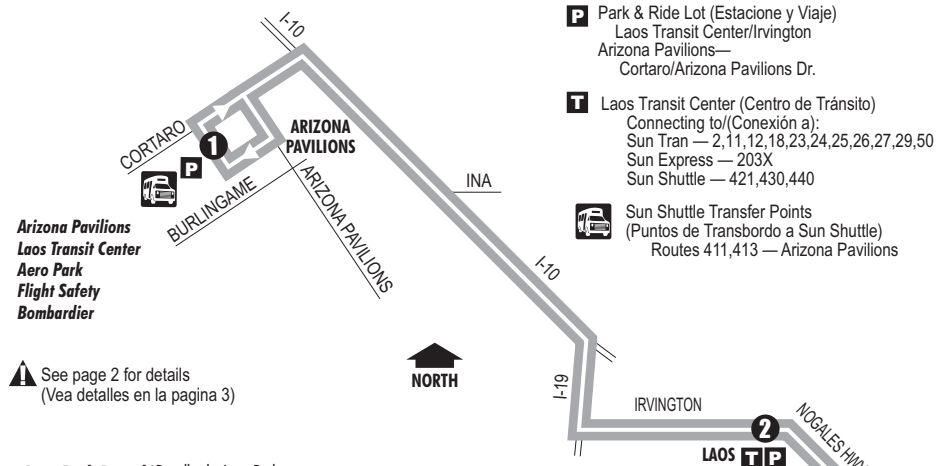 I-10
P Park & Ride Lot (Estacione y Viaje)
Laos Transit Center/Irvington
Arizona Pavilions—
Cortaro/Arizona Pavilions Dr.
T Laos Transit Center (Centro de Tránsito)
Connecting to/(Conexión a):
Sun Tran — 2,11,12,18,23,24,25,26,27,29,50
Sun Express — 203X
Sun Shuttle — 421,430,440
Sun Shuttle Transfer Points
(Puntos de Transbordo a Sun Shuttle)
Routes 411,413 — Arizona Pavilions
CORTARO
1
P
ARIZONA
PAVILIONS
BURLINGAME
ARIZONA PAVILIONS
INA
I-10
Arizona Pavilions
Laos Transit Center
Aero Park
Flight Safety
Bombardier
See page 2 for details
(Vea detalles en la pagina 3)
NORTH
I-19
IRVINGTON
2
NOGALES HWY
LAOS T P